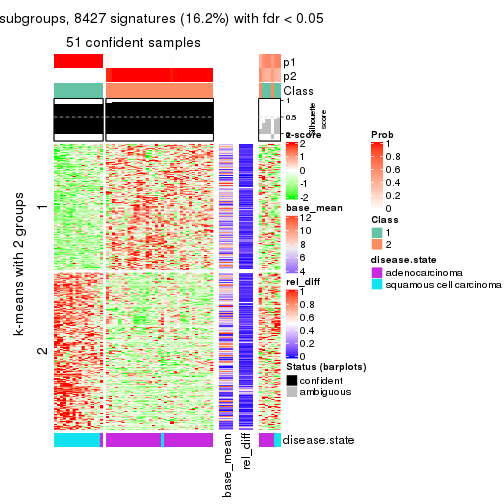 subgroups, 8427 signatures (16.2%) with fdr < 0.05
51 confident samples
p1
p2
Class
1
0.5
0
Silhouette
score
k-means with 2 groups
1
2
z-score
2
1
0
-1
-2
base_mean
12
10
8
6
4
rel_diff
1
0.8
0.6
0.4
0.2
0
Status (barplots)
confident
ambiguous
disease.state
base_mean
rel_diff
Prob
1
0.8
0.6
0.4
0.2
0
Class
1
2
disease.state
adenocarcinoma
squamous cell carcinoma